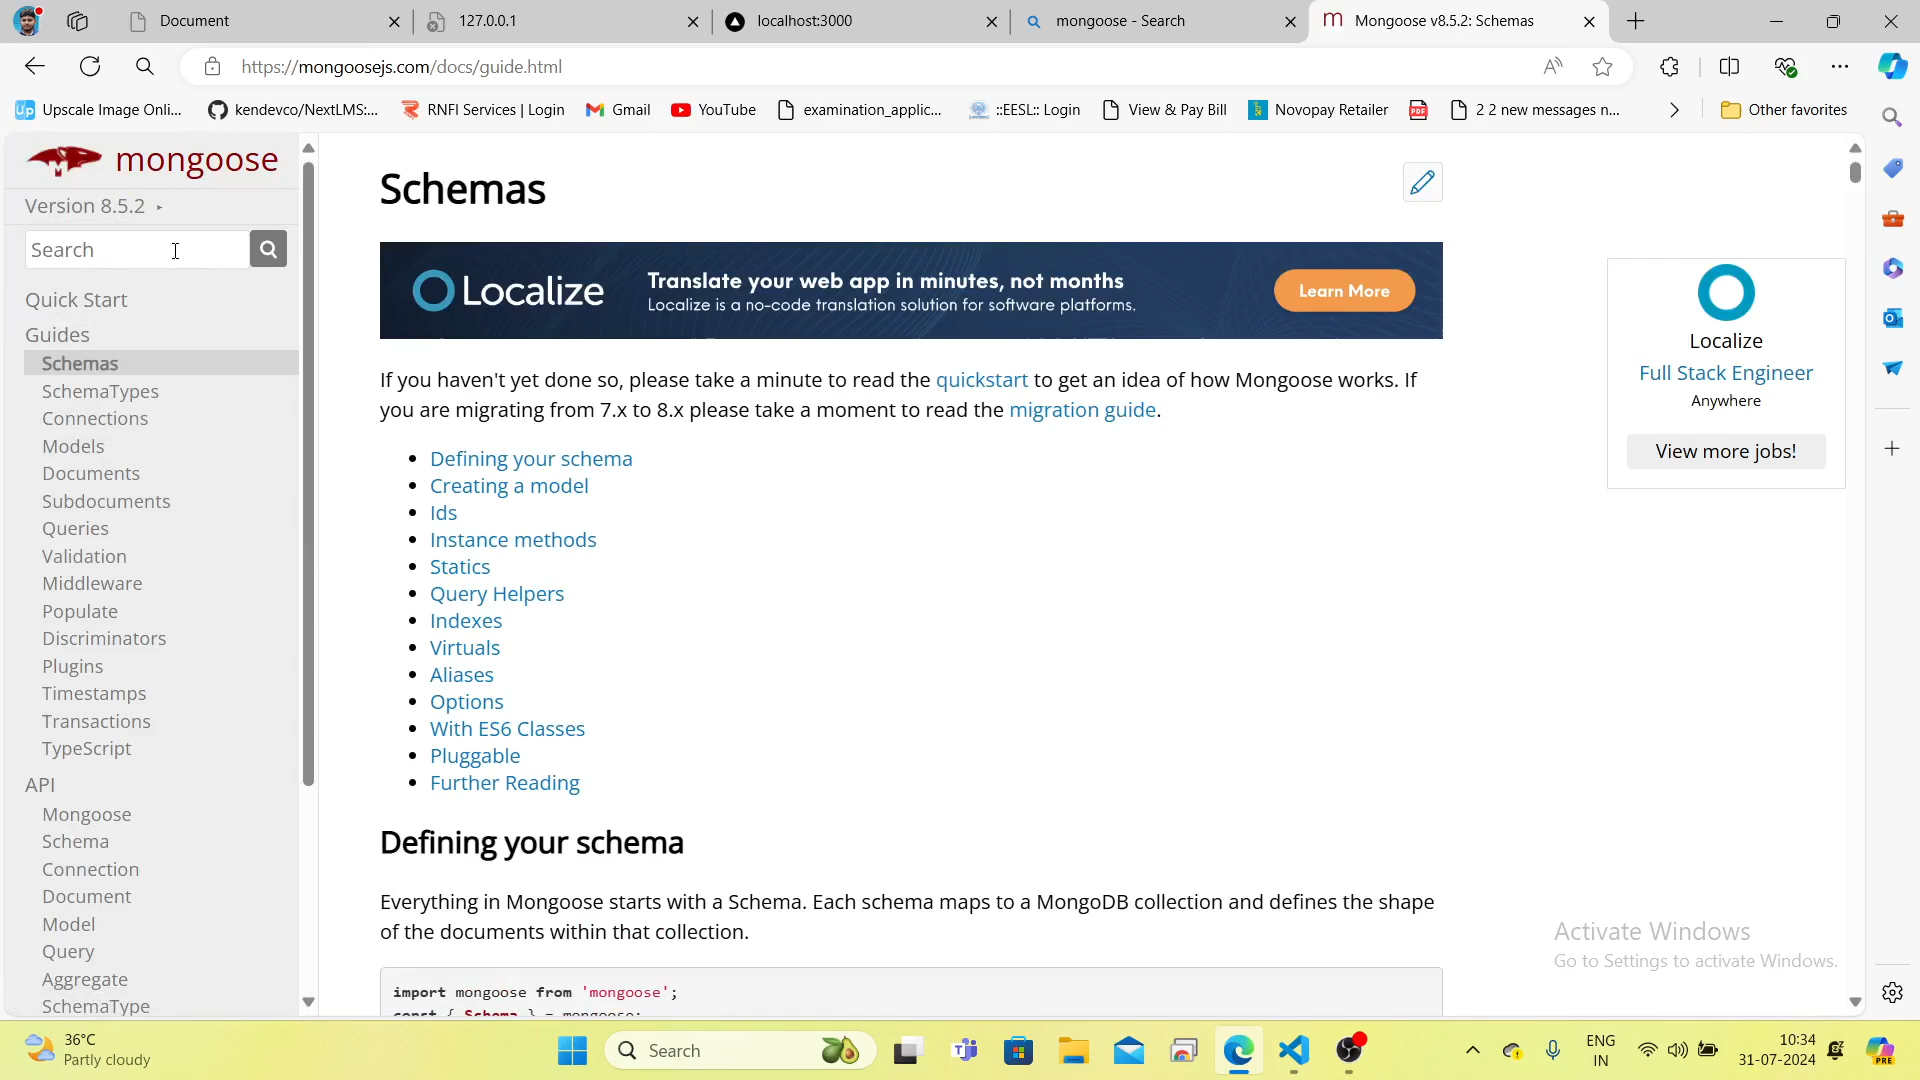 Document
127.0.0.1
localhost:3000
mongoose - Search
Mongoose v8.5.2: Schemas
https://mongoosejs.com/docs/guide.html
Upscale Image Onli...
kendevco/NextLMS:...
RNFI Services | Login
Gmail
YouTube
examination_applic...
::EESL:: Login
View & Pay Bill
Novopay Retailer
2 2 new messages n...
Other favorites
mongoose
Version 8.5.2
Search
Quick Start
Guides
Schemas
SchemaTypes
Connections
Models
Documents
Subdocuments
Queries
Validation
Middleware
Populate
Discriminators
Plugins
Timestamps
Transactions
TypeScript
API
Mongoose
Schema
Connection
Document
Model
Query
Aggregate
SchemaType
Schemas
Localize
Translate your web app in minutes, not months
Localize is a no-code translation solution for software platforms.
Learn More
If you haven't yet done so, please take a minute to read the quickstart to get an idea of how Mongoose works. If
you are migrating from 7.x to 8.x please take a moment to read the migration guide.
Defining your schema
Creating a model
Ids
Instance methods
Statics
Query Helpers
Indexes
Virtuals
Aliases
Options
With ES6 Classes
Pluggable
Further Reading
Defining your schema
Everything in Mongoose starts with a Schema. Each schema maps to a MongoDB collection and defines the shape
of the documents within that collection.
import mongoose from 'mongoose';
const { Schema } = mongoose;
Localize
Full Stack Engineer
Anywhere
View more jobs!
Activate Windows
Go to Settings to activate Windows.
36°C
Partly cloudy
Search
ENG
IN
10:34
31-07-2024